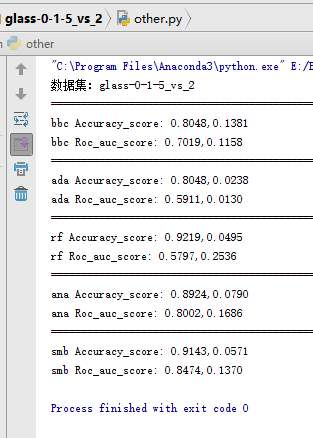 glass-0-1-5_vs_2 other.py
other
"C:\Program Files\Anaconda3\python.exe" E:/
数据集: glass-0-1-5_vs_2
bbc Accuracy_score: 0.8048,0.1381
bbc Roc_auc_score: 0.7019,0.1158
ada Accuracy_score: 0.8048,0.0238
ada Roc_auc_score: 0.5911,0.0130
rf Accuracy_score: 0.9219,0.0495
rf Roc_auc_score: 0.5797,0.2536
ana Accuracy_score: 0.8924,0.0790
ana Roc_auc_score: 0.8002,0.1686
smb Accuracy_score: 0.9143,0.0571
smb Roc_auc_score: 0.8474,0.1370
Process finished with exit code 0